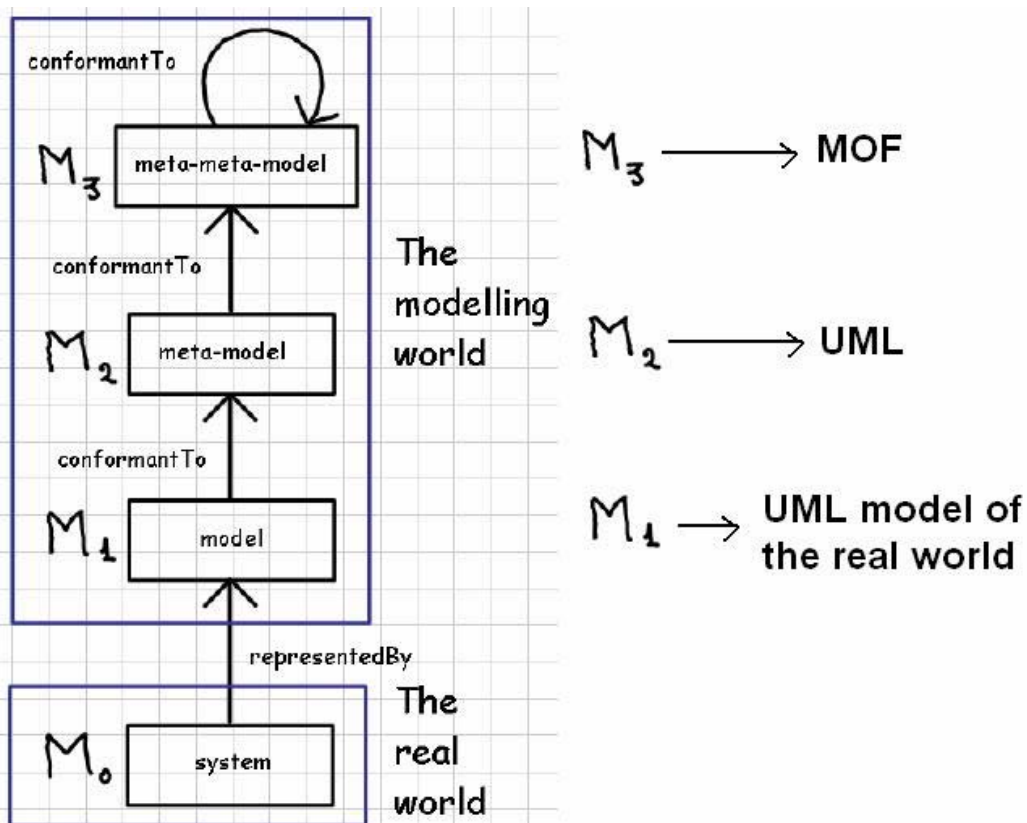 conformantTo
M3
meta-meta-model
M3
MOF
conformantTo
The
modelling
world
M2
meta-model
M2
UML
conformantTo
M1
model
M1
UML model of
the real world
representedBy
The
real
world
M0
system